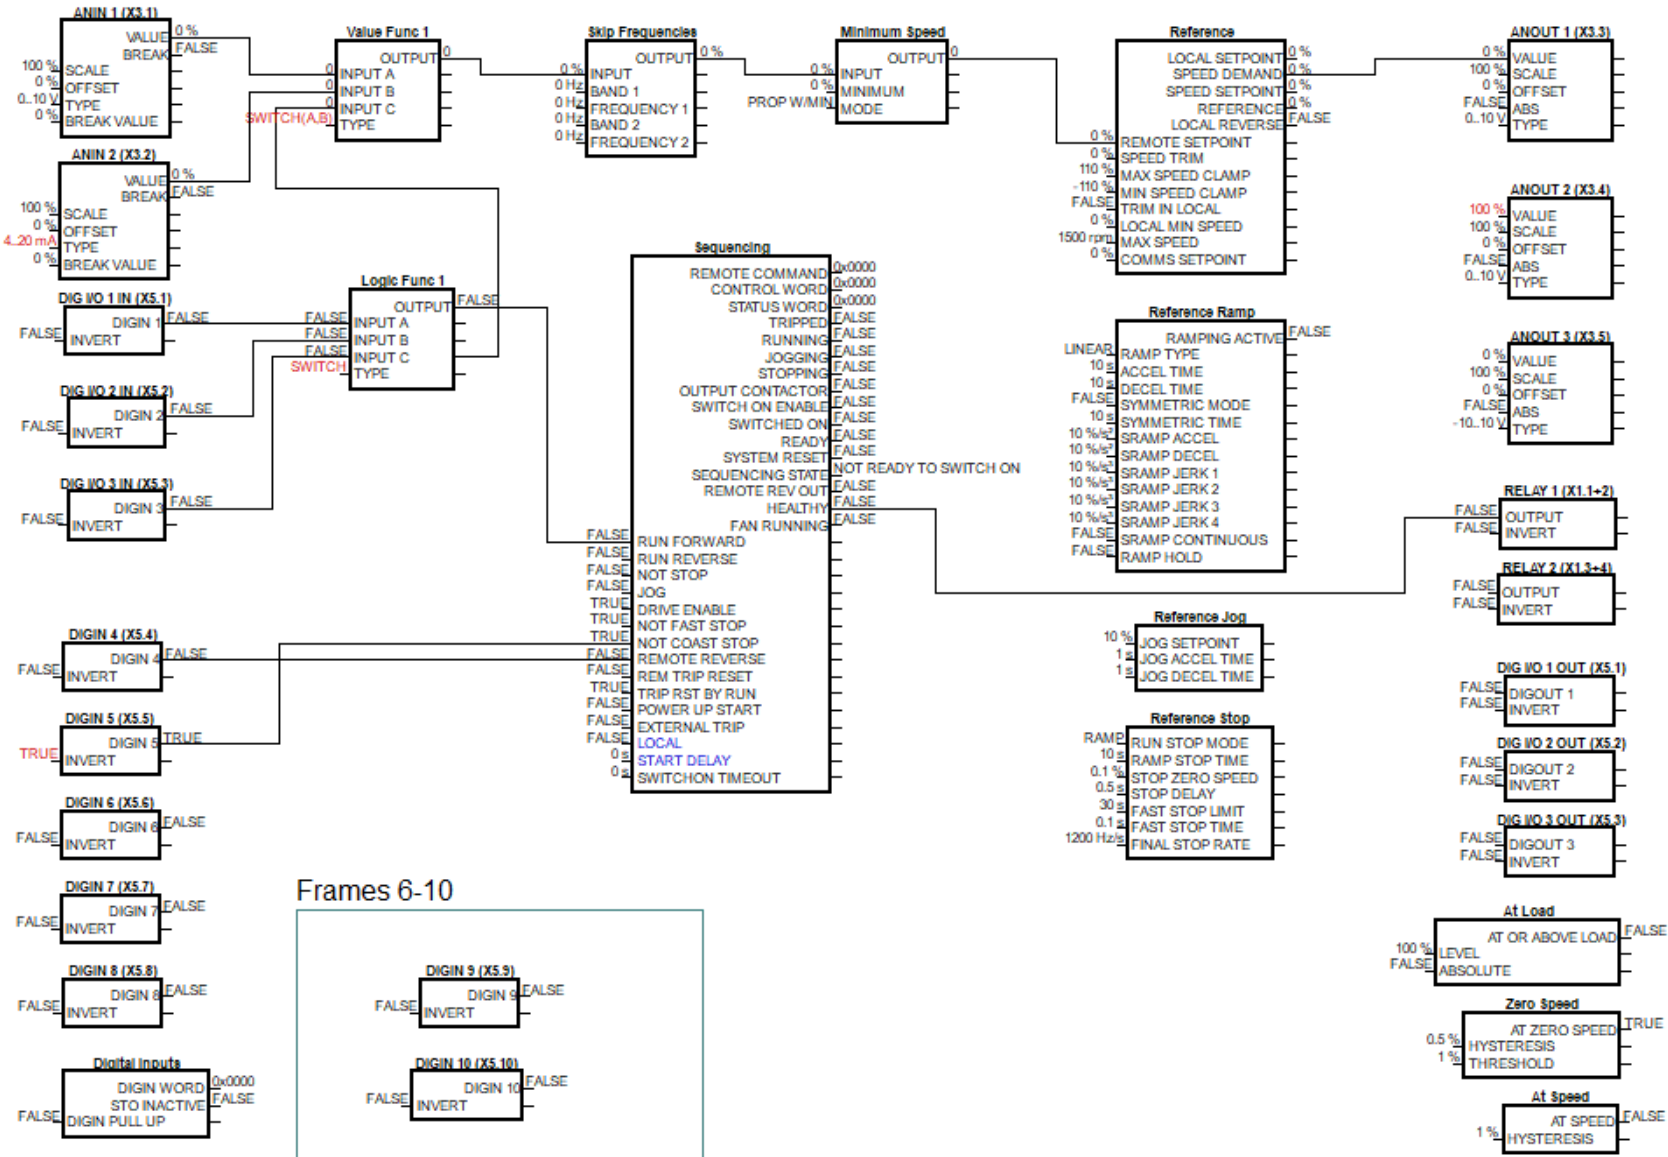 ANIN 1 (X3.1)
VALUE 0 %
BREAK FALSE
100 % SCALE
0 % OFFSET
0..10 V TYPE
0 % BREAK VALUE
ANIN 2 (X3.2)
VALUE 0 %
BREAK FALSE
100 % SCALE
0 % OFFSET
4..20 mA TYPE
0 % BREAK VALUE
DIG I/O 1 IN (X5.1)
DIGIN 1 FALSE
FALSE INVERT
DIG I/O 2 IN (X5.2)
DIGIN 2 FALSE
FALSE INVERT
DIG I/O 3 IN (X5.3)
DIGIN 3 FALSE
FALSE INVERT
DIGIN 4 (X5.4)
DIGIN 4 FALSE
FALSE INVERT
DIGIN 5 (X5.5)
DIGIN 5 TRUE
TRUE INVERT
DIGIN 6 (X5.6)
DIGIN 6 FALSE
FALSE INVERT
DIGIN 7 (X5.7)
DIGIN 7 FALSE
FALSE INVERT
DIGIN 8 (X5.8)
DIGIN 8 FALSE
FALSE INVERT
Digital Inputs
DIGIN WORD 0x0000
STO INACTIVE FALSE
FALSE DIGIN PULL UP
Value Func 1
OUTPUT 0
0 INPUT A
0 INPUT B
0 INPUT C
SWITCH(A,B) TYPE
Logic Func 1
OUTPUT FALSE
FALSE INPUT A
FALSE INPUT B
FALSE INPUT C
SWITCH TYPE
Frames 6-10
DIGIN 9 (X5.9)
DIGIN 9 FALSE
FALSE INVERT
DIGIN 10 (X5.10)
DIGIN 10 FALSE
FALSE INVERT
Skip Frequencies
OUTPUT 0 %
0 % INPUT
0 Hz BAND 1
0 Hz FREQUENCY 1
0 Hz BAND 2
0 Hz FREQUENCY 2
Minimum Speed
OUTPUT 0
0 % INPUT
0 % MINIMUM
PROP W/MIN MODE
Sequencing
REMOTE COMMAND 0x0000
CONTROL WORD 0x0000
STATUS WORD 0x0000
TRIPPED FALSE
RUNNING FALSE
JOGGING FALSE
STOPPING FALSE
OUTPUT CONTACTOR FALSE
SWITCH ON ENABLE FALSE
SWITCHED ON FALSE
READY FALSE
SYSTEM RESET FALSE
SEQUENCING STATE NOT READY TO SWITCH ON
REMOTE REV OUT FALSE
HEALTHY FALSE
FAN RUNNING FALSE
FALSE RUN FORWARD
FALSE RUN REVERSE
FALSE NOT STOP
FALSE JOG
TRUE DRIVE ENABLE
TRUE NOT FAST STOP
TRUE NOT COAST STOP
FALSE REMOTE REVERSE
FALSE REM TRIP RESET
TRUE TRIP RST BY RUN
FALSE POWER UP START
FALSE EXTERNAL TRIP
FALSE LOCAL
0 s START DELAY
0 s SWITCHON TIMEOUT
Reference
LOCAL SETPOINT 0 %
SPEED DEMAND 0 %
SPEED SETPOINT 0 %
REFERENCE 0 %
LOCAL REVERSE FALSE
0 % REMOTE SETPOINT
0 % SPEED TRIM
110 % MAX SPEED CLAMP
-110 % MIN SPEED CLAMP
FALSE TRIM IN LOCAL
0 % LOCAL MIN SPEED
1500 rpm MAX SPEED
0 % COMMS SETPOINT
Reference Ramp
RAMPING ACTIVE FALSE
LINEAR RAMP TYPE
10 s ACCEL TIME
10 s DECEL TIME
FALSE SYMMETRIC MODE
10 s SYMMETRIC TIME
10 %/s² SRAMP ACCEL
10 %/s² SRAMP DECEL
10 %/s³ SRAMP JERK 1
10 %/s³ SRAMP JERK 2
10 %/s³ SRAMP JERK 3
10 %/s³ SRAMP JERK 4
FALSE SRAMP CONTINUOUS
FALSE RAMP HOLD
Reference Jog
10 % JOG SETPOINT
1 s JOG ACCEL TIME
1 s JOG DECEL TIME
Reference Stop
RAMP RUN STOP MODE
10 s RAMP STOP TIME
0.1 % STOP ZERO SPEED
0.5 s STOP DELAY
30 s FAST STOP LIMIT
0.1 s FAST STOP TIME
1200 Hz/s FINAL STOP RATE
ANOUT 1 (X3.3)
0 % VALUE
100 % SCALE
0 % OFFSET
FALSE ABS
0..10 V TYPE
ANOUT 2 (X3.4)
100 % VALUE
100 % SCALE
0 % OFFSET
FALSE ABS
0..10 V TYPE
ANOUT 3 (X3.5)
0 % VALUE
100 % SCALE
0 % OFFSET
FALSE ABS
-10..10 V TYPE
RELAY 1 (X1.1+2)
FALSE OUTPUT
FALSE INVERT
RELAY 2 (X1.3+4)
FALSE OUTPUT
FALSE INVERT
DIG I/O 1 OUT (X5.1)
FALSE DIGOUT 1
FALSE INVERT
DIG I/O 2 OUT (X5.2)
FALSE DIGOUT 2
FALSE INVERT
DIG I/O 3 OUT (X5.3)
FALSE DIGOUT 3
FALSE INVERT
At Load
AT OR ABOVE LOAD FALSE
100 % LEVEL
FALSE ABSOLUTE
Zero Speed
AT ZERO SPEED TRUE
0.5 % HYSTERESIS
1 % THRESHOLD
At Speed
AT SPEED FALSE
1 % HYSTERESIS